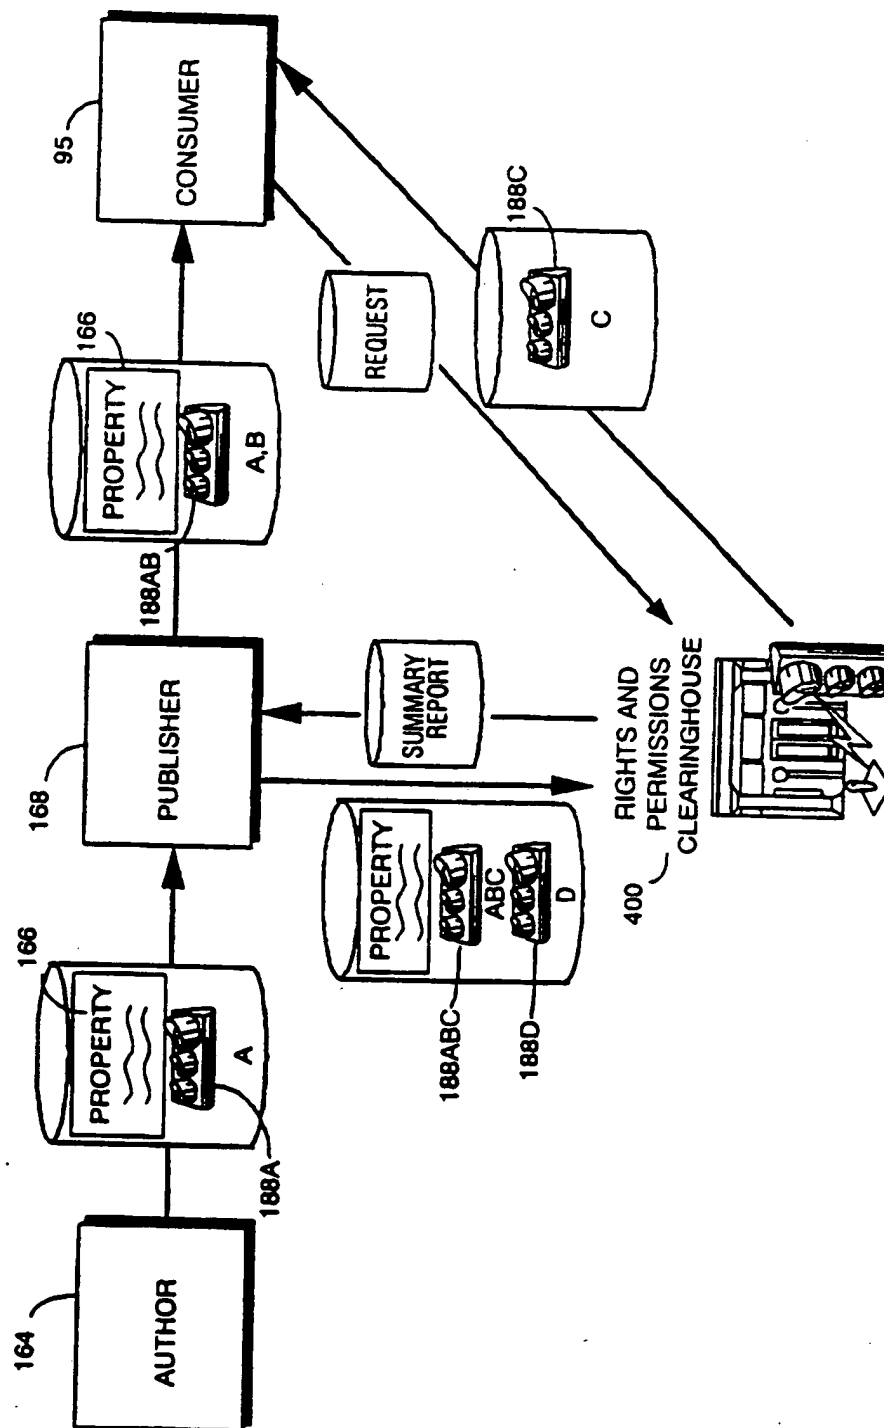 164
AUTHOR
166
PROPERTY
A
188A
168
PUBLISHER
188AB
166
PROPERTY
A,B
95
CONSUMER
PROPERTY
ABC
D
188ABC
188D
SUMMARY
REPORT
REQUEST
188C
C
RIGHTS AND
PERMISSIONS
CLEARINGHOUSE
400